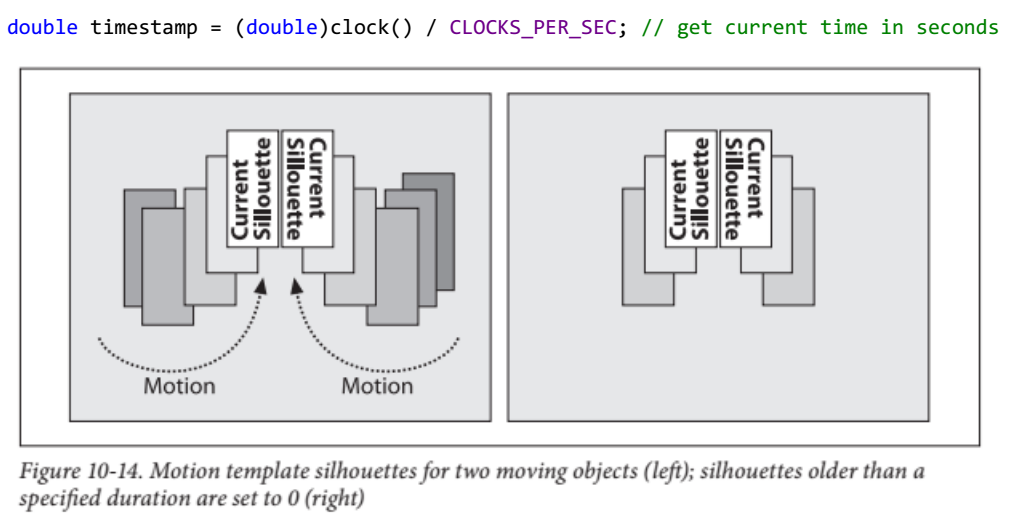 double timestamp = (double)clock() / CLOCKS_PER_SEC; // get current time in seconds
Current
Sillonette
Current
Sillouette
Current
Sillonette
Current
Sillouette
Motion
Motion
Figure 10-14. Motion template silhouettes for two moving objects (left); silhouettes older than a
specified duration are set to 0 (right)